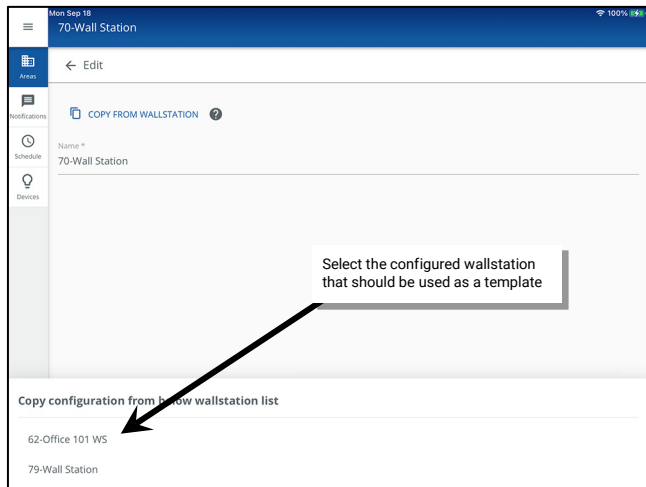 Mon Sep 18
100%
70-Wall Station
Areas
Edit
Notifications
COPY FROM WALLSTATION ?
Schedule
Name *
70-Wall Station
Devices
Select the configured wallstation
that should be used as a template
Copy configuration from below wallstation list
62-Office 101 WS
79-Wall Station